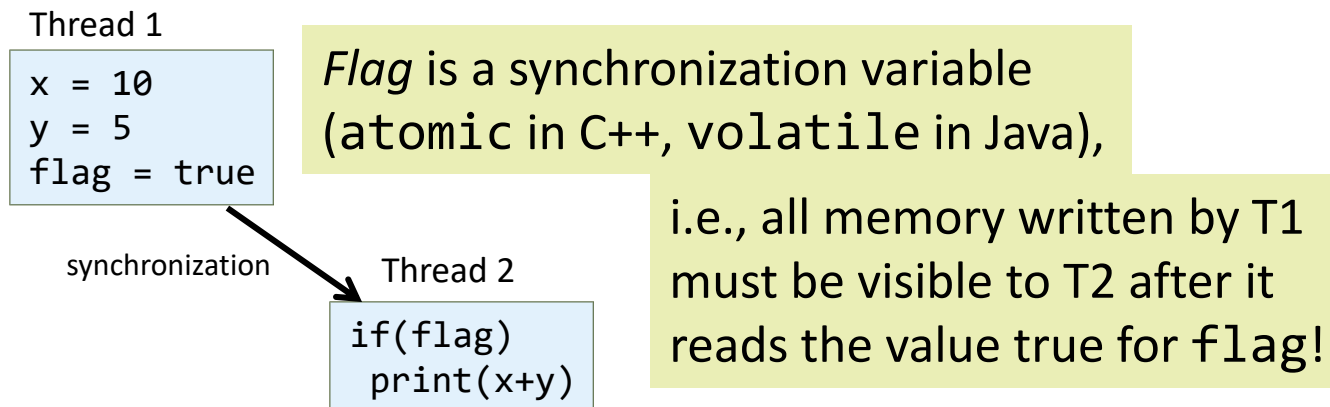 Thread 1
x = 10
y = 5
flag = true
Flag is a synchronization variable
(atomic in C++, volatile in Java),
i.e., all memory written by T1
must be visible to T2 after it
reads the value true for flag!
synchronization
Thread 2
if(flag)
 print(x+y)